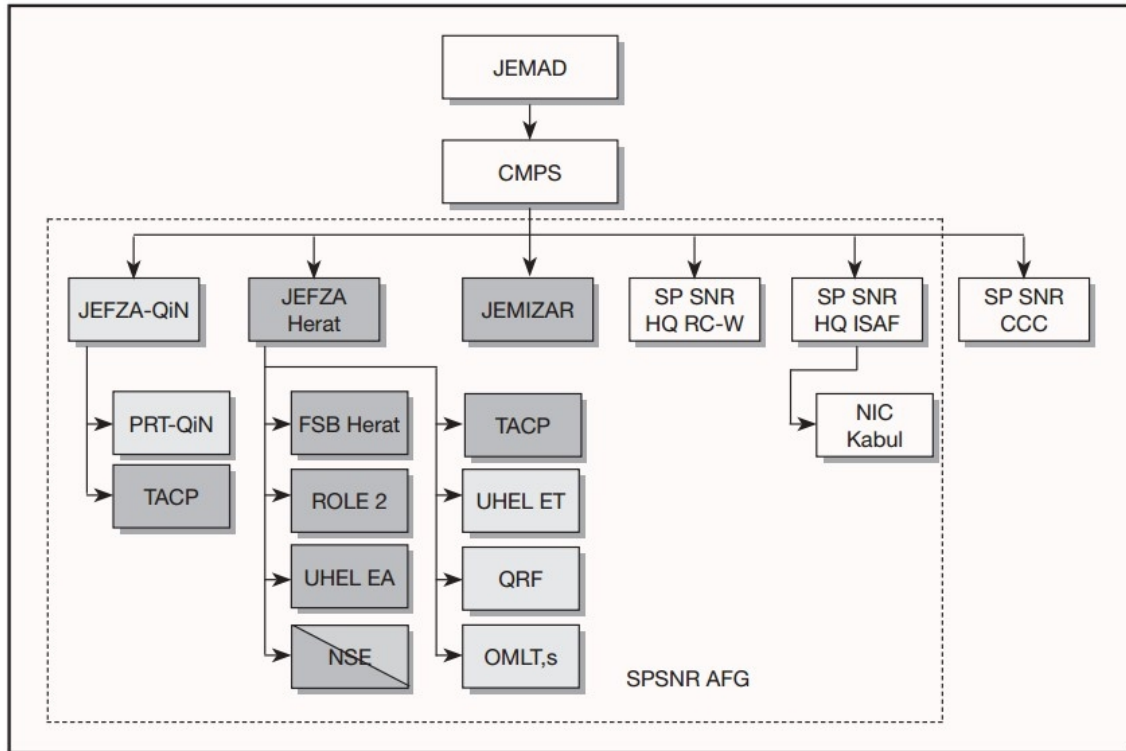 JEMAD
CMPS
JEFZA-QiN
JEFZA
Herat
JEMIZAR
SP SNR
HQ RC-W
SP SNR
HQ ISAF
SP SNR
CCC
PRT-QiN
TACP
FSB Herat
ROLE 2
UHEL EA
NSE
TACP
UHEL ET
QRF
OMLT,s
NIC
Kabul
SPSNR AFG